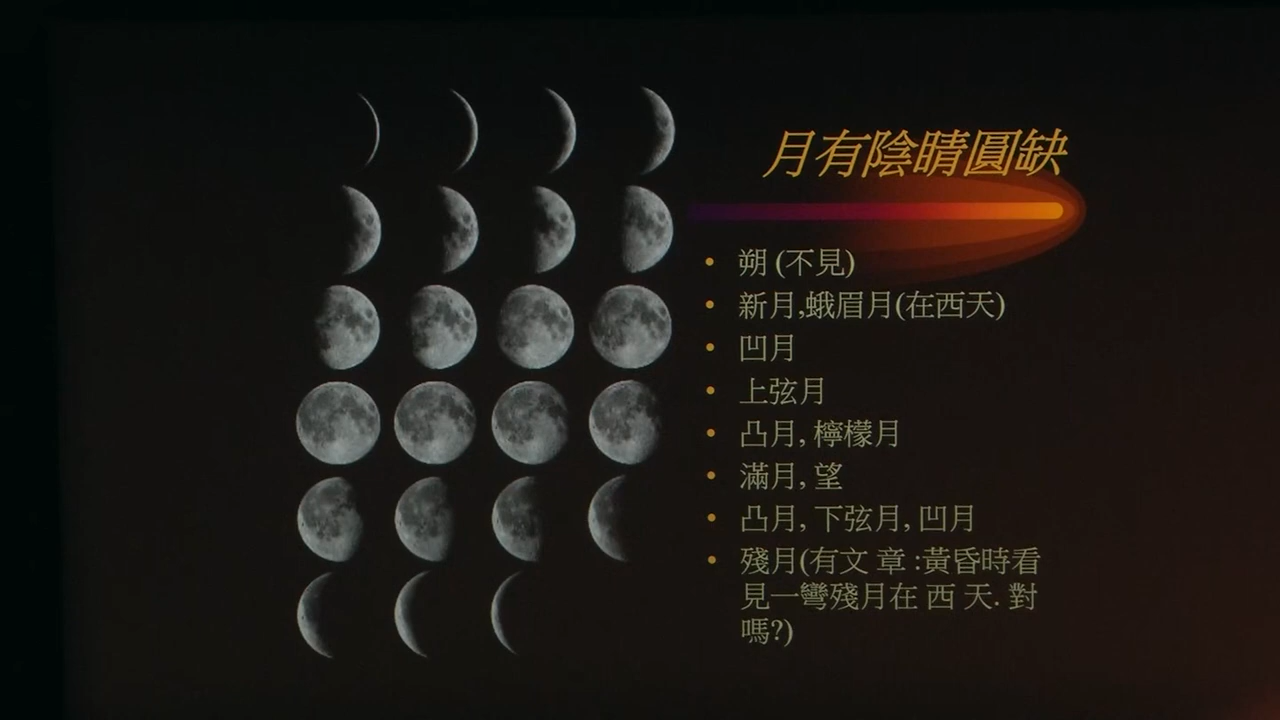 月有陰晴圓缺
• 朔 (不見)
• 新月,蛾眉月(在西天)
• 凹月
• 上弦月
• 凸月, 檸檬月
• 滿月, 望
• 凸月, 下弦月, 凹月
• 殘月(有文 章 :黃昏時看
見一彎殘月在 西 天. 對
嗎?)